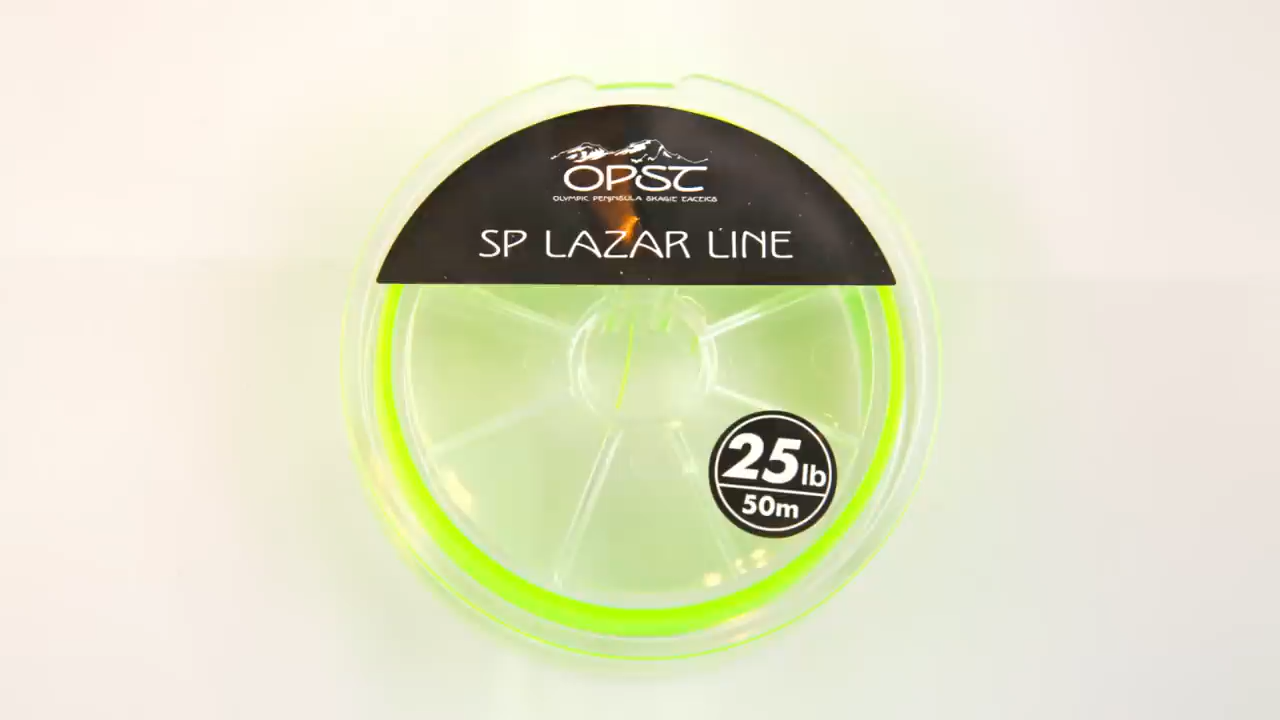 OPST
OLYMPIC PENINSULA SKAGIT TACTICS
SP LAZAR LINE
25lb
50m